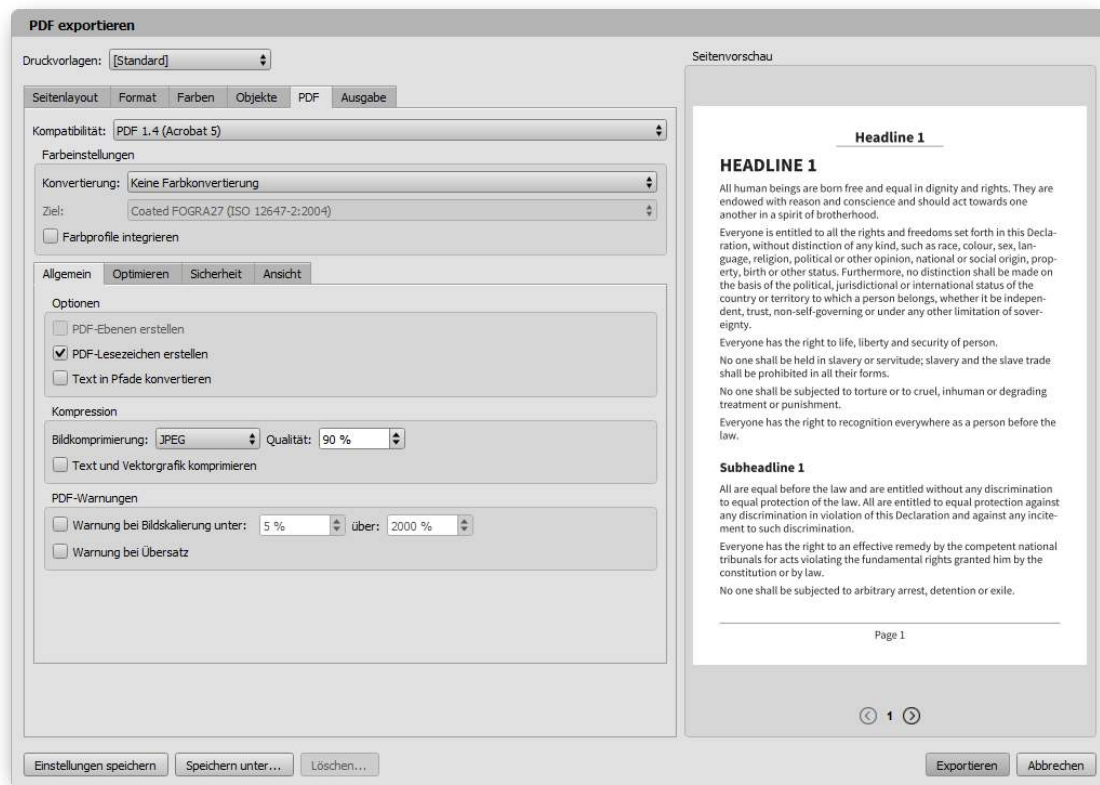 PDF exportieren
Druckvorlagen: [Standard]
Seitenlayout Format Farben Objekte PDF Ausgabe
Kompatibilität: PDF 1.4 (Acrobat 5)
Farbeinstellungen
Konvertierung: Keine Farbkonvertierung
Ziel: Coated FOGRA27 (ISO 12647-2:2004)
Farbprofile integrieren
Allgemein Optimieren Sicherheit Ansicht
Optionen
PDF-Ebenen erstellen
PDF-Lesezeichen erstellen
Text in Pfade konvertieren
Kompression
Bildkomprimierung: JPEG Qualität: 90 %
Text und Vektorgrafik komprimieren
PDF-Warnungen
Warnung bei Bildskalierung unter: 5 % über: 2000 %
Warnung bei Übersatz
Seitenvorschau
Headline 1
HEADLINE 1
All human beings are born free and equal in dignity and rights. They are
endowed with reason and conscience and should act towards one
another in a spirit of brotherhood.
Everyone is entitled to all the rights and freedoms set forth in this Decla-
ration, without distinction of any kind, such as race, colour, sex, lan-
guage, religion, political or other opinion, national or social origin, prop-
erty, birth or other status. Furthermore, no distinction shall be made on
the basis of the political, jurisdictional or international status of the
country or territory to which a person belongs, whether it be indepen-
dent, trust, non-self-governing or under any other limitation of sover-
eignty.
Everyone has the right to life, liberty and security of person.
No one shall be held in slavery or servitude; slavery and the slave trade
shall be prohibited in all their forms.
No one shall be subjected to torture or to cruel, inhuman or degrading
treatment or punishment.
Everyone has the right to recognition everywhere as a person before the
law.
Subheadline 1
All are equal before the law and are entitled without any discrimination
to equal protection of the law. All are entitled to equal protection against
any discrimination in violation of this Declaration and against any incite-
ment to such discrimination.
Everyone has the right to an effective remedy by the competent national
tribunals for acts violating the fundamental rights granted him by the
constitution or by law.
No one shall be subjected to arbitrary arrest, detention or exile.
Page 1
1
Einstellungen speichern Speichern unter... Löschen... Exportieren Abbrechen